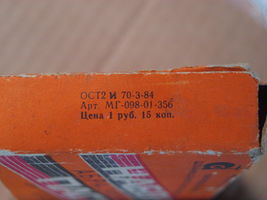 ОСТ2 И 70-3-84
Арт. МГ-098-01-356
Цена 1 руб. 15 коп.